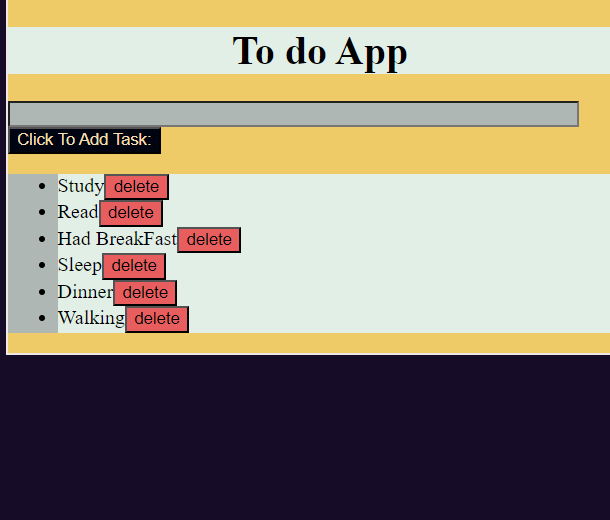 To do App
Click To Add Task:
Study delete
Read delete
Had BreakFast delete
Sleep delete
Dinner delete
Walking delete